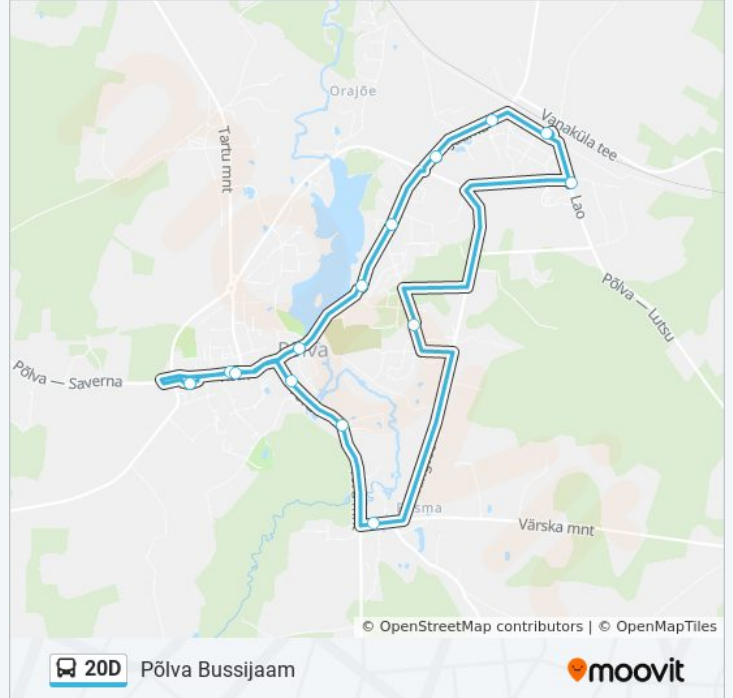 Orajõe
Vanaküla tee
Tartu mnt
Lao
Põlva — Lutsu
Põlva
Põlva — Saverna
Värska mnt
© OpenStreetMap contributors | © OpenMapTiles
20D Põlva Bussijaam
moovit